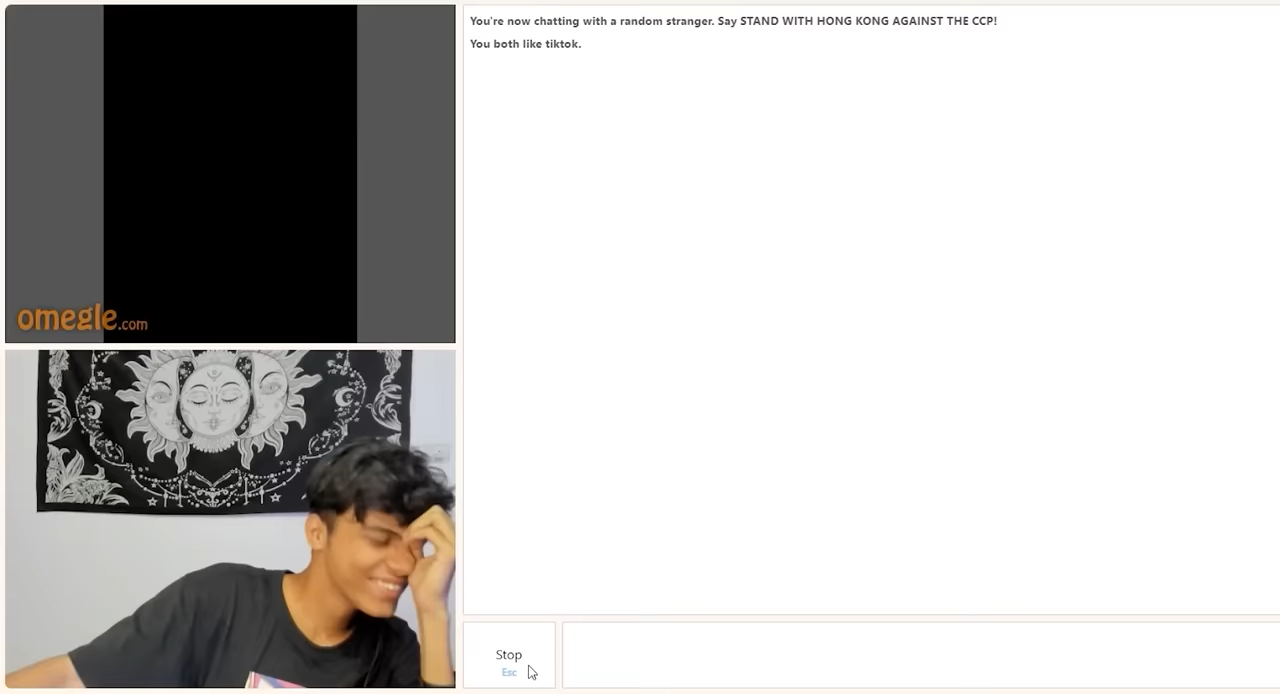 You're now chatting with a random stranger. Say STAND WITH HONG KONG AGAINST THE CCP!
You both like tiktok.
omegle.com
Stop
Esc